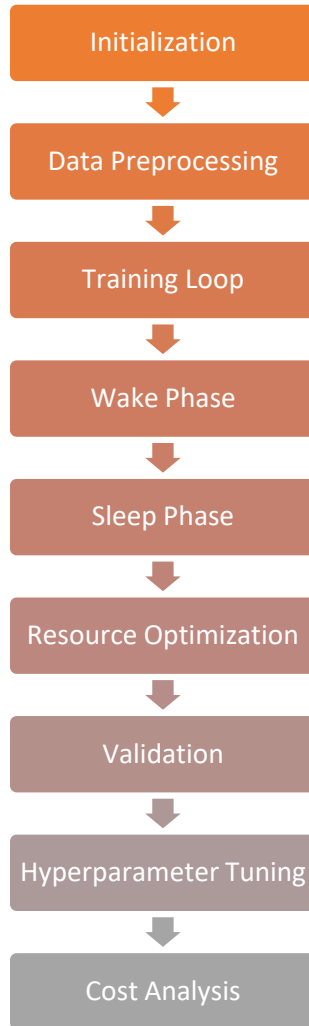 Initialization
Data Preprocessing
Training Loop
Wake Phase
Sleep Phase
Resource Optimization
Validation
Hyperparameter Tuning
Cost Analysis